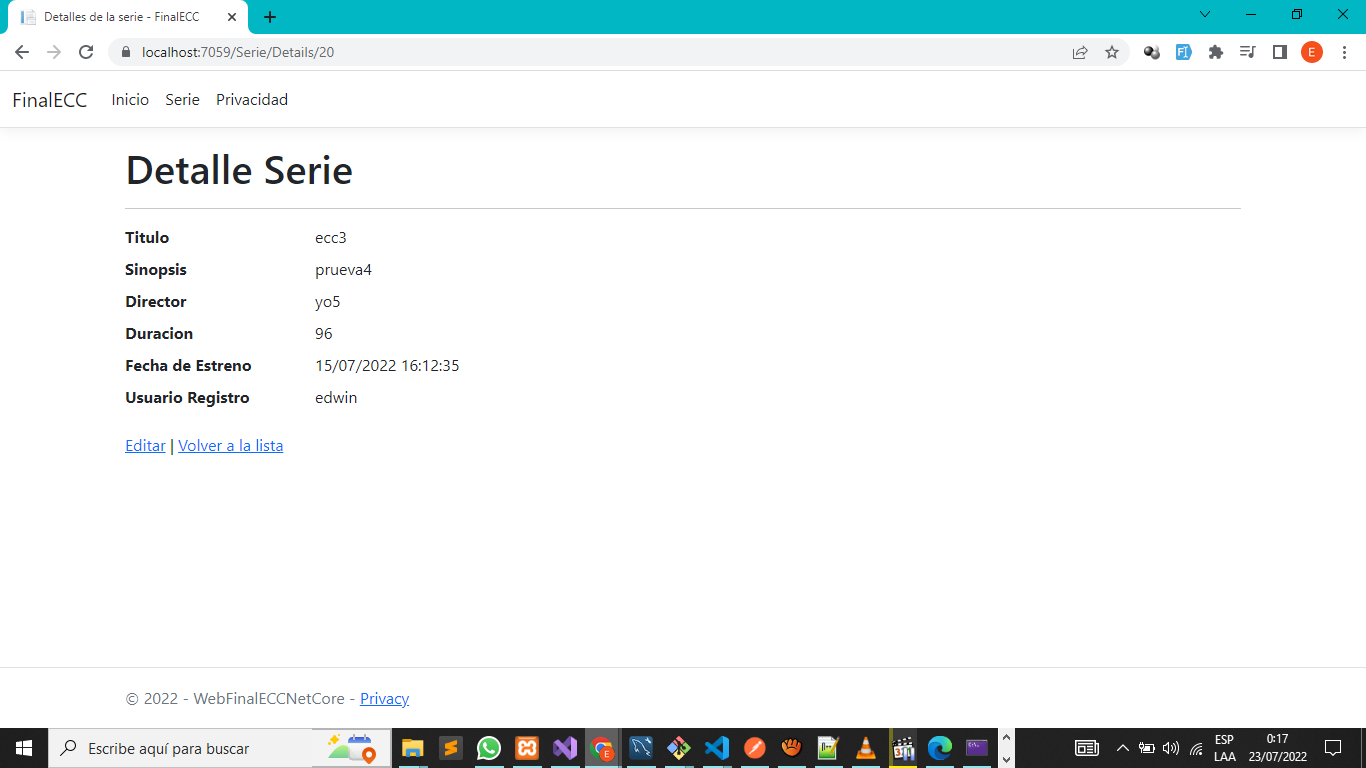 Detalles de la serie - FinalECC
localhost:7059/Serie/Details/20
E
FinalECC Inicio Serie Privacidad
Detalle Serie
Titulo ecc3
Sinopsis prueva4
Director yo5
Duracion 96
Fecha de Estreno 15/07/2022 16:12:35
Usuario Registro edwin
Editar | Volver a la lista
© 2022 - WebFinalECCNetCore - Privacy
Escribe aquí para buscar
ESP 0:17
LAA 23/07/2022